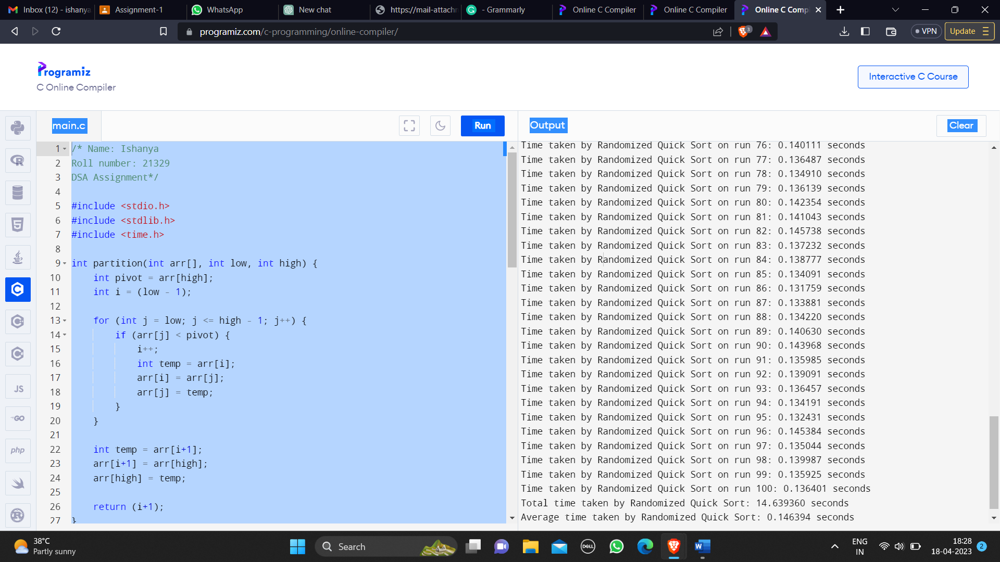 Inbox (12) - ishanya
Assignment-1
WhatsApp
New chat
https://mail-attachm
- Grammarly
Online C Compiler
Online C Compiler
Online C Comp
programiz.com/c-programming/online-compiler/
3
VPN
Update
Programiz
C Online Compiler
Interactive C Course
main.c
Run
Output
Clear
1 /* Name: Ishanya
2 Roll number: 21329
3 DSA Assignment*/
4
5 #include <stdio.h>
6 #include <stdlib.h>
7 #include <time.h>
8
9 int partition(int arr[], int low, int high) {
10 int pivot = arr[high];
11 int i = (low - 1);
12
13 for (int j = low; j <= high - 1; j++) {
14 if (arr[j] < pivot) {
15 i++;
16 int temp = arr[i];
17 arr[i] = arr[j];
18 arr[j] = temp;
19 }
20 }
21
22 int temp = arr[i+1];
23 arr[i+1] = arr[high];
24 arr[high] = temp;
25
26 return (i+1);
27 }
Time taken by Randomized Quick Sort on run 76: 0.140111 seconds
Time taken by Randomized Quick Sort on run 77: 0.136487 seconds
Time taken by Randomized Quick Sort on run 78: 0.134910 seconds
Time taken by Randomized Quick Sort on run 79: 0.136139 seconds
Time taken by Randomized Quick Sort on run 80: 0.142354 seconds
Time taken by Randomized Quick Sort on run 81: 0.141043 seconds
Time taken by Randomized Quick Sort on run 82: 0.145738 seconds
Time taken by Randomized Quick Sort on run 83: 0.137232 seconds
Time taken by Randomized Quick Sort on run 84: 0.138777 seconds
Time taken by Randomized Quick Sort on run 85: 0.134091 seconds
Time taken by Randomized Quick Sort on run 86: 0.131759 seconds
Time taken by Randomized Quick Sort on run 87: 0.133881 seconds
Time taken by Randomized Quick Sort on run 88: 0.134220 seconds
Time taken by Randomized Quick Sort on run 89: 0.140630 seconds
Time taken by Randomized Quick Sort on run 90: 0.143968 seconds
Time taken by Randomized Quick Sort on run 91: 0.135985 seconds
Time taken by Randomized Quick Sort on run 92: 0.139091 seconds
Time taken by Randomized Quick Sort on run 93: 0.136457 seconds
Time taken by Randomized Quick Sort on run 94: 0.134191 seconds
Time taken by Randomized Quick Sort on run 95: 0.132431 seconds
Time taken by Randomized Quick Sort on run 96: 0.145384 seconds
Time taken by Randomized Quick Sort on run 97: 0.135044 seconds
Time taken by Randomized Quick Sort on run 98: 0.139987 seconds
Time taken by Randomized Quick Sort on run 99: 0.135925 seconds
Time taken by Randomized Quick Sort on run 100: 0.136401 seconds
Total time taken by Randomized Quick Sort: 14.639360 seconds
Average time taken by Randomized Quick Sort: 0.146394 seconds
JS
GO
php
38°C
Partly sunny
Search
DELL
ENG
IN
18:28
18-04-2023
2